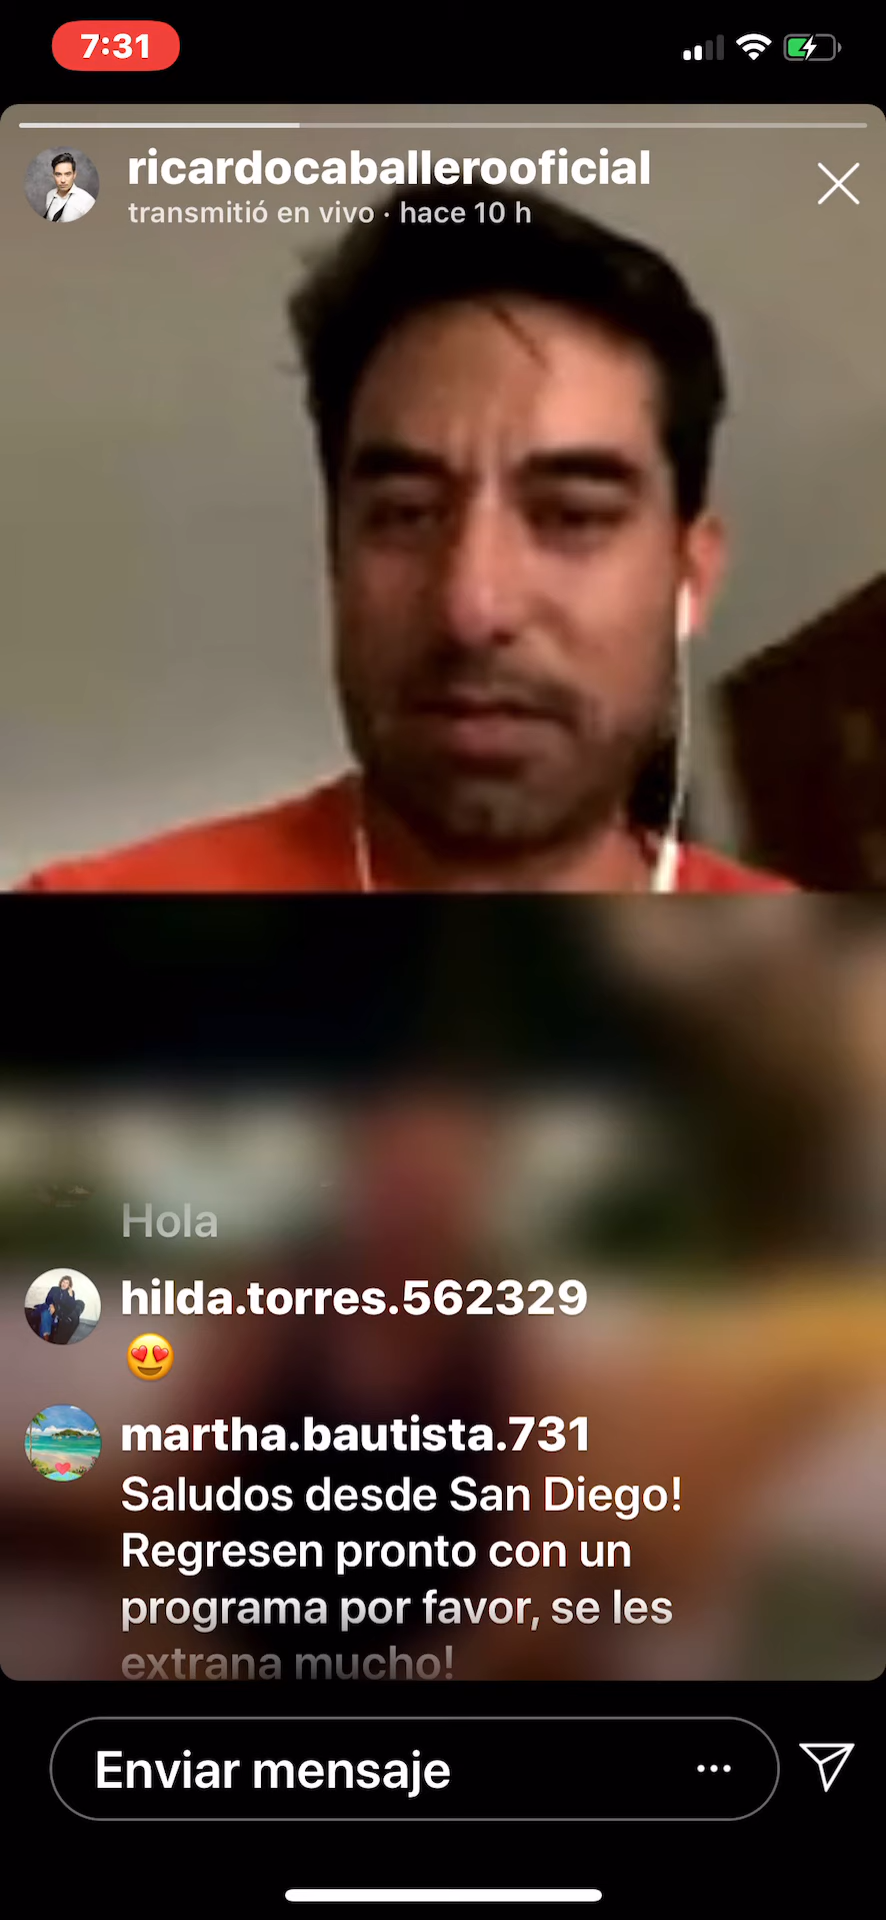 7:31
ricardocaballerooficial
transmitió en vivo · hace 10 h
Hola
hilda.torres.562329
😍
martha.bautista.731
Saludos desde San Diego!
Regresen pronto con un
programa por favor, se les
extrana mucho!
Enviar mensaje